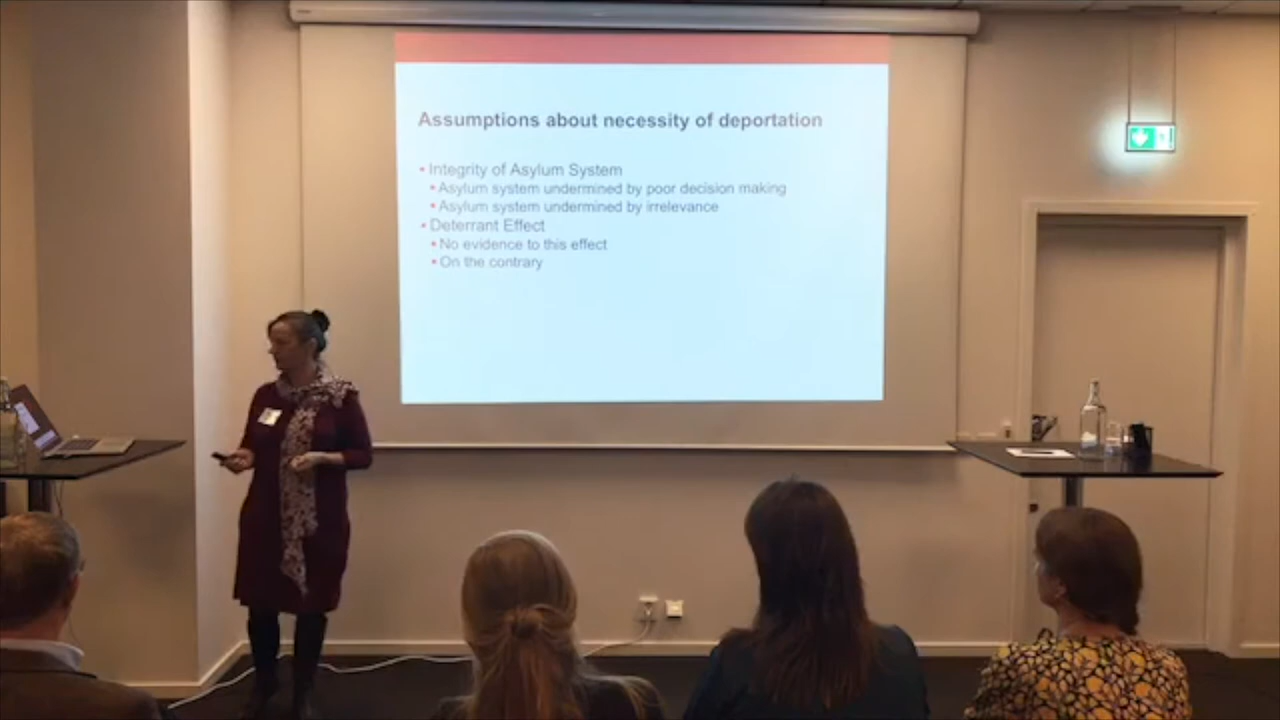 Assumptions about necessity of deportation
• Integrity of Asylum System
• Asylum system undermined by poor decision making
• Asylum system undermined by irrelevance
• Deterrant Effect
• No evidence to this effect
• On the contrary